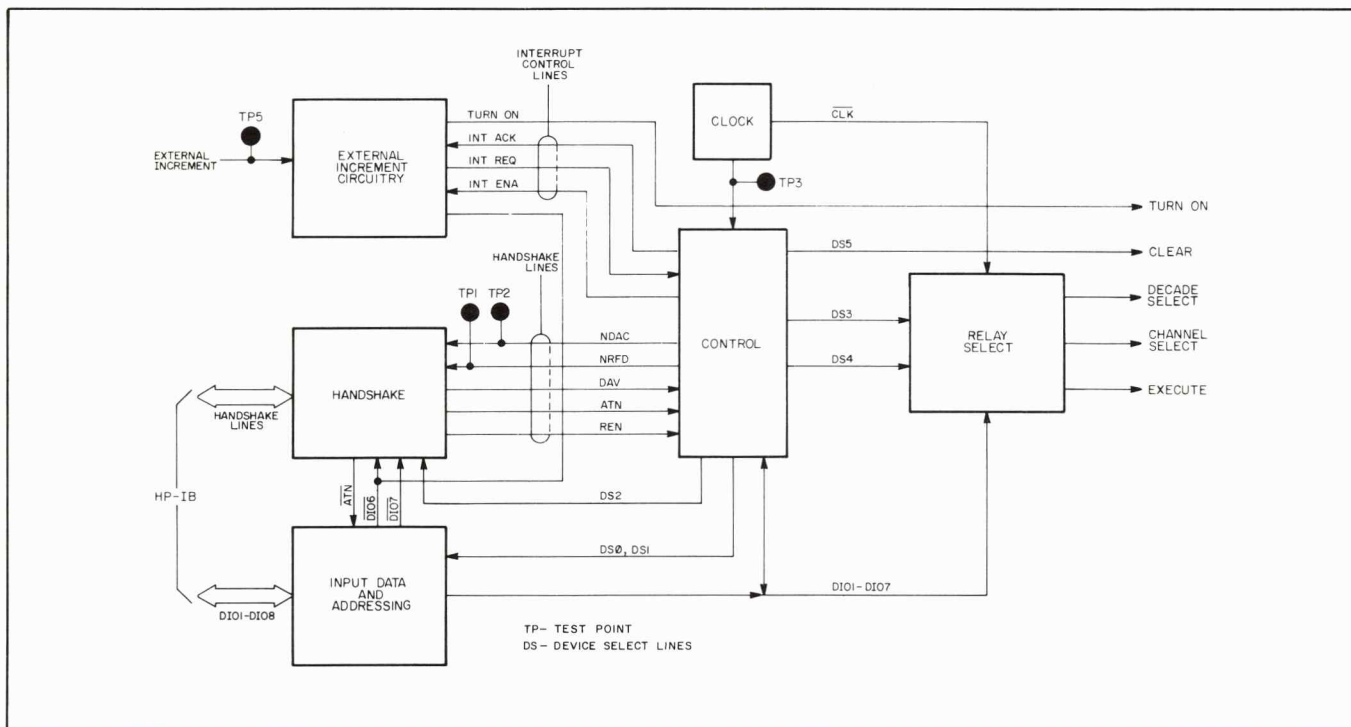 INTERRUPT
CONTROL
LINES
TP5
EXTERNAL
INCREMENT
EXTERNAL
INCREMENT
CIRCUITRY
TURN ON
INT ACK
INT REQ
INT ENA
CLOCK
CLK
TP3
TURN ON
HANDSHAKE
LINES
TP1
TP2
NDAC
NRFD
DAV
ATN
REN
CONTROL
DS5
CLEAR
DS3
DS4
RELAY
SELECT
DECADE
SELECT
CHANNEL
SELECT
EXECUTE
HANDSHAKE
HANDSHAKE
LINES
HP-IB
ATN
DIO6
DIO7
DS2
DSØ, DS1
INPUT DATA
AND
ADDRESSING
DIO1-DIO8
DIO1-DIO7
TP- TEST POINT
DS- DEVICE SELECT LINES